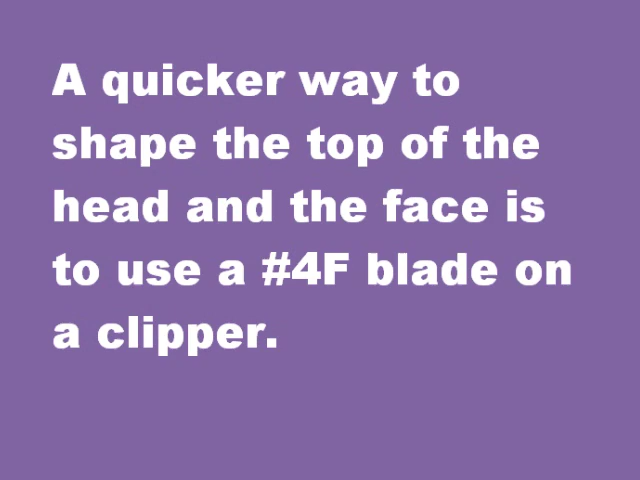 A quicker way to
shape the top of the
head and the face is
to use a #4F blade on
a clipper.